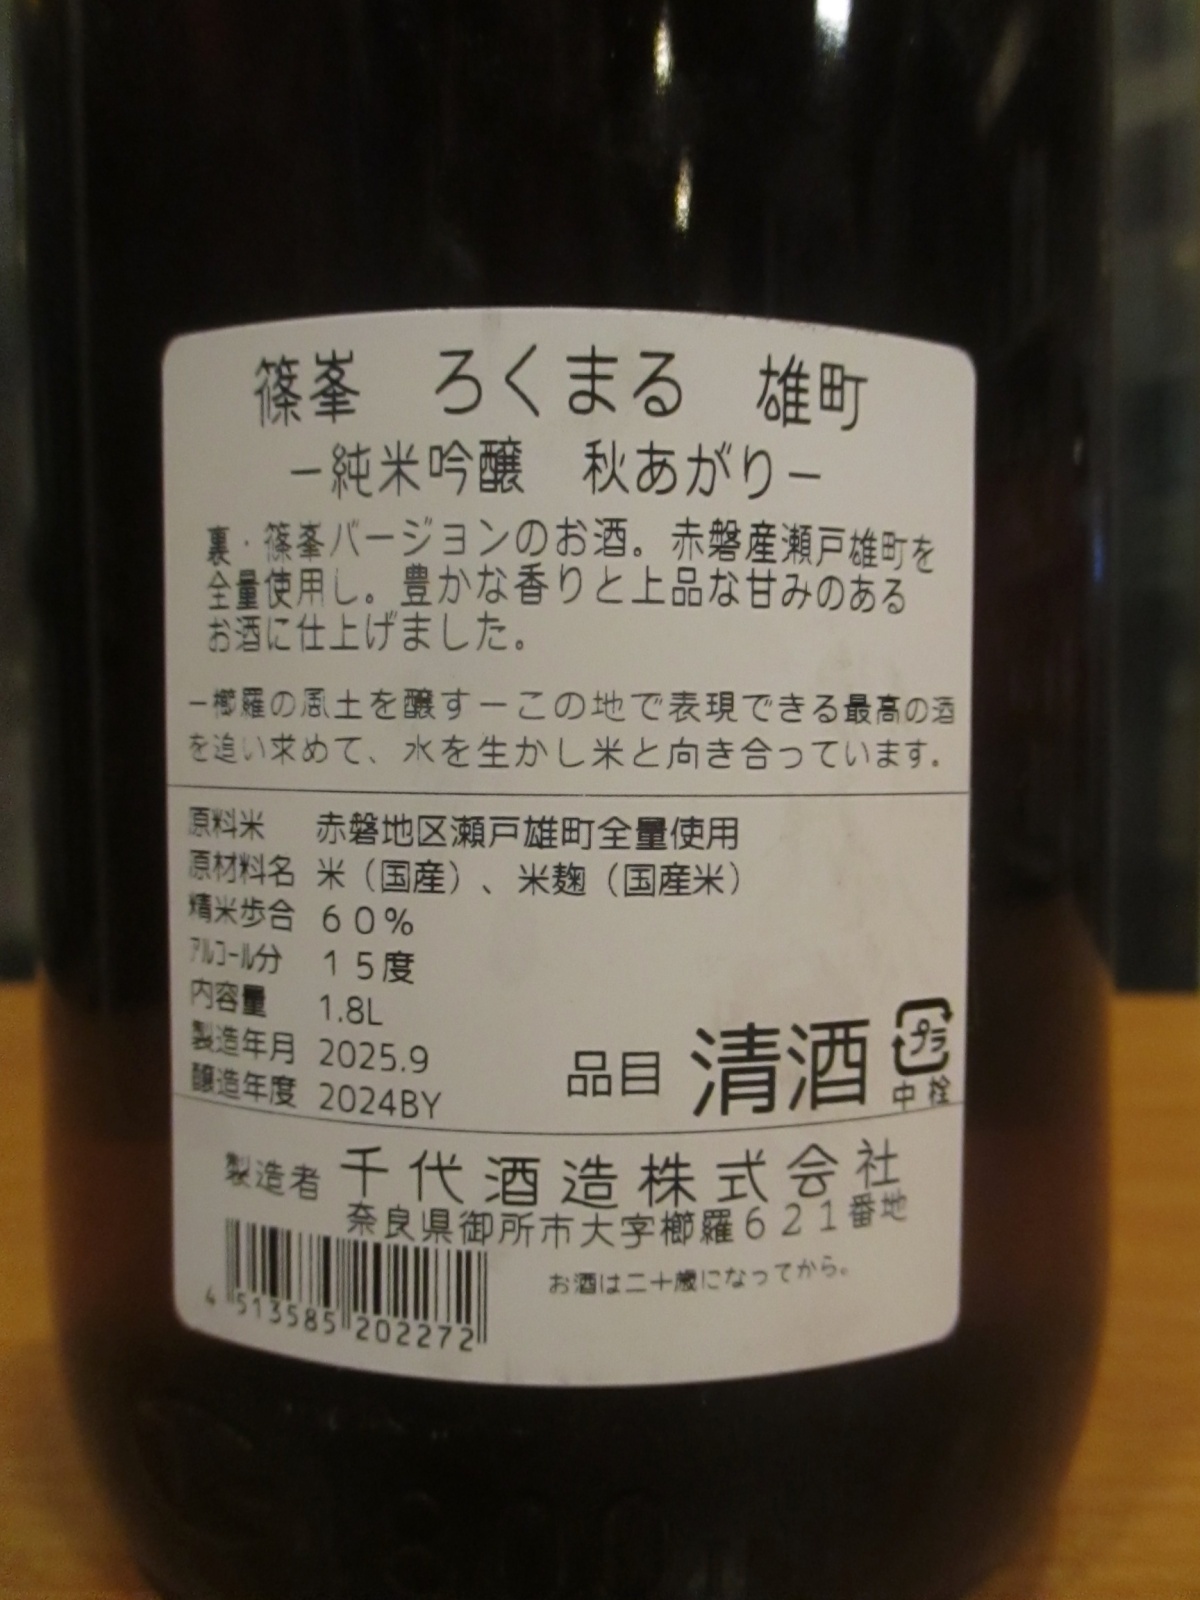 篠峯 ろくまる 雄町
－純米吟醸 秋あがり－
裏・篠峯バージョンのお酒。赤磐産瀬戸雄町を
全量使用し。豊かな香りと上品な甘みのある
お酒に仕上げました。
－櫛羅の風土を醸す－この地で表現できる最高の酒
を追い求めて、水を生かし米と向き合っています。
原料米 赤磐地区瀬戸雄町全量使用
原材料名 米（国産）、米麹（国産米）
精米歩合 60%
アルコール分 15度
内容量 1.8L
製造年月 2025.9
醸造年度 2024BY
品目 清酒
プラ
中栓
製造者 千代酒造株式会社
奈良県御所市大字櫛羅621番地
お酒は二十歳になってから。
4 513585 202272